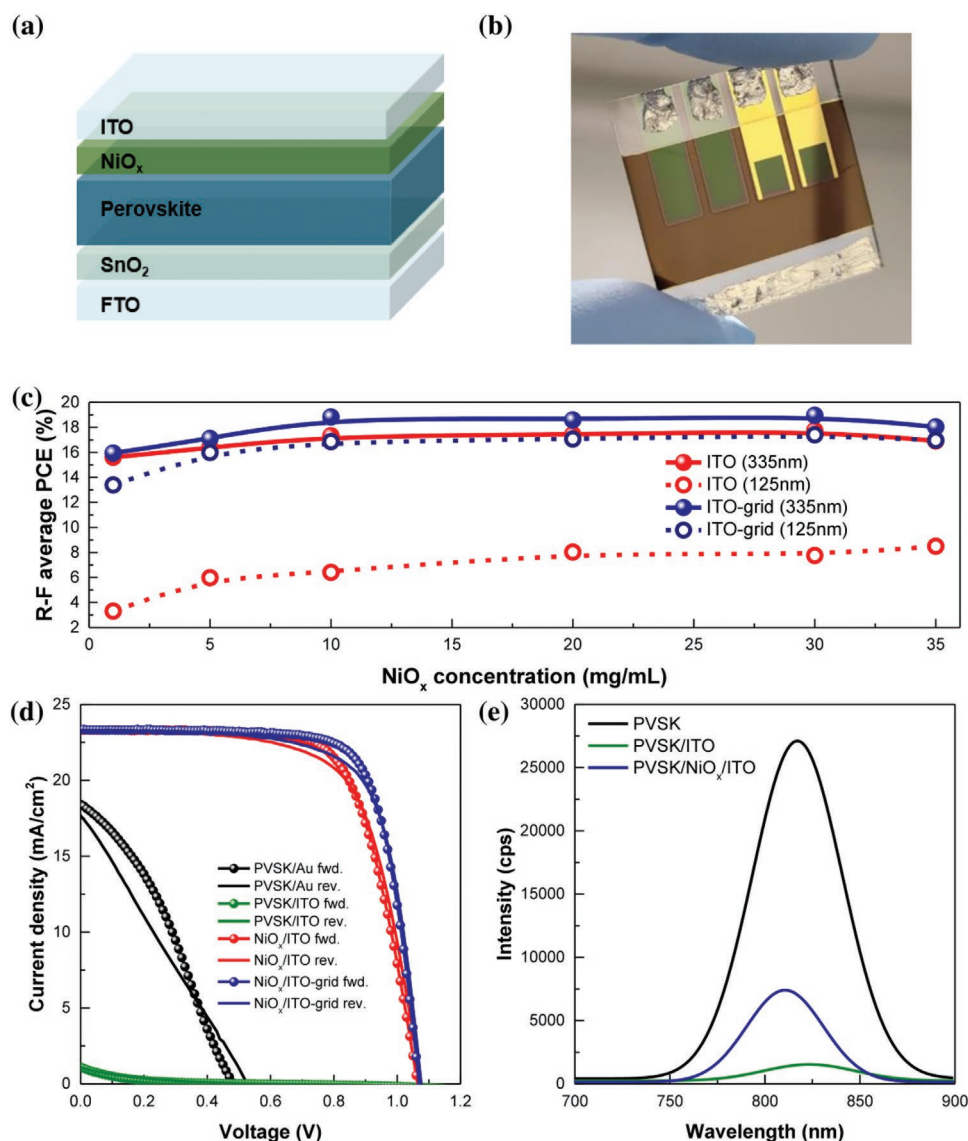 (a)
ITO
NiOx
Perovskite
SnO2
FTO
(b)
(c)
R-F average PCE (%)
20
18
16
14
12
10
8
6
4
2
ITO (335nm)
ITO (125nm)
ITO-grid (335nm)
ITO-grid (125nm)
0 5 10 15 20 25 30 35
NiOx concentration (mg/mL)
(d)
Current density (mA/cm2)
25
20
15
10
5
0
PVSK/Au fwd.
PVSK/Au rev.
PVSK/ITO fwd.
PVSK/ITO rev.
NiOx/ITO fwd.
NiOx/ITO rev.
NiOx/ITO-grid fwd.
NiOx/ITO-grid rev.
0.0 0.2 0.4 0.6 0.8 1.0 1.2
Voltage (V)
(e)
Intensity (cps)
30000
25000
20000
15000
10000
5000
0
PVSK
PVSK/ITO
PVSK/NiOx/ITO
700 750 800 850 900
Wavelength (nm)